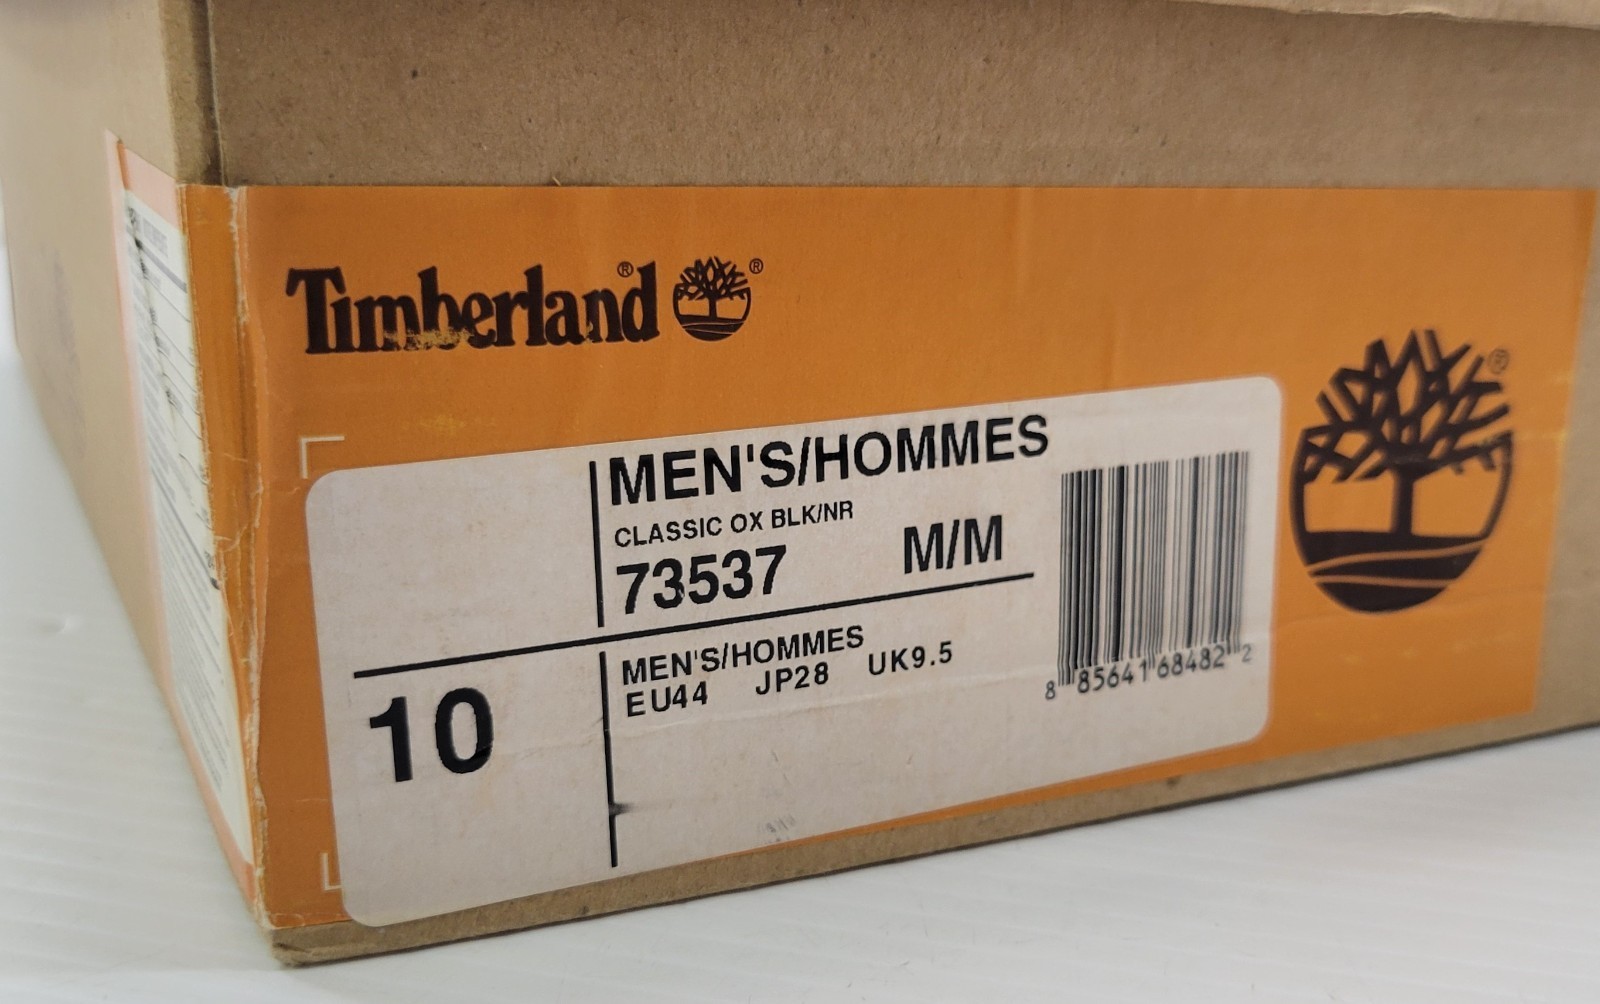 Timberland® ®
®
MEN'S/HOMMES
CLASSIC OX BLK/NR
73537 M/M
10
MEN'S/HOMMES
EU44 JP28 UK9.5
8 85641 68482 2